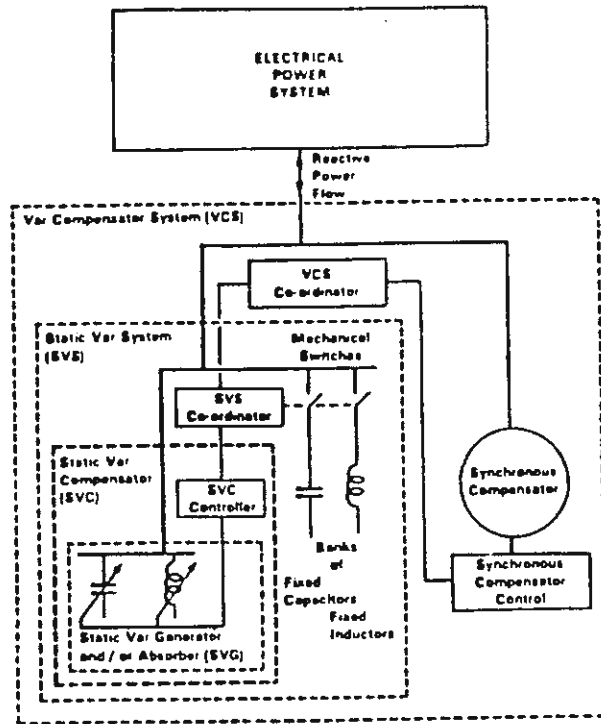 ELECTRICAL
POWER
SYSTEM
Reactive
Power
Flow
Var Compensator System (VCS)
VCS
Co-ordinator
Static Var System
(SVS)
Mechanical
Switches
SVS
Co-ordinator
Static Var
Compensator
(SVC)
SVC
Controller
Synchronous
Compensator
Banks
of
Fixed
Capacitors
Fixed
Inductors
Synchronous
Compensator
Control
Static Var Generator
and / or Absorber (SVG)